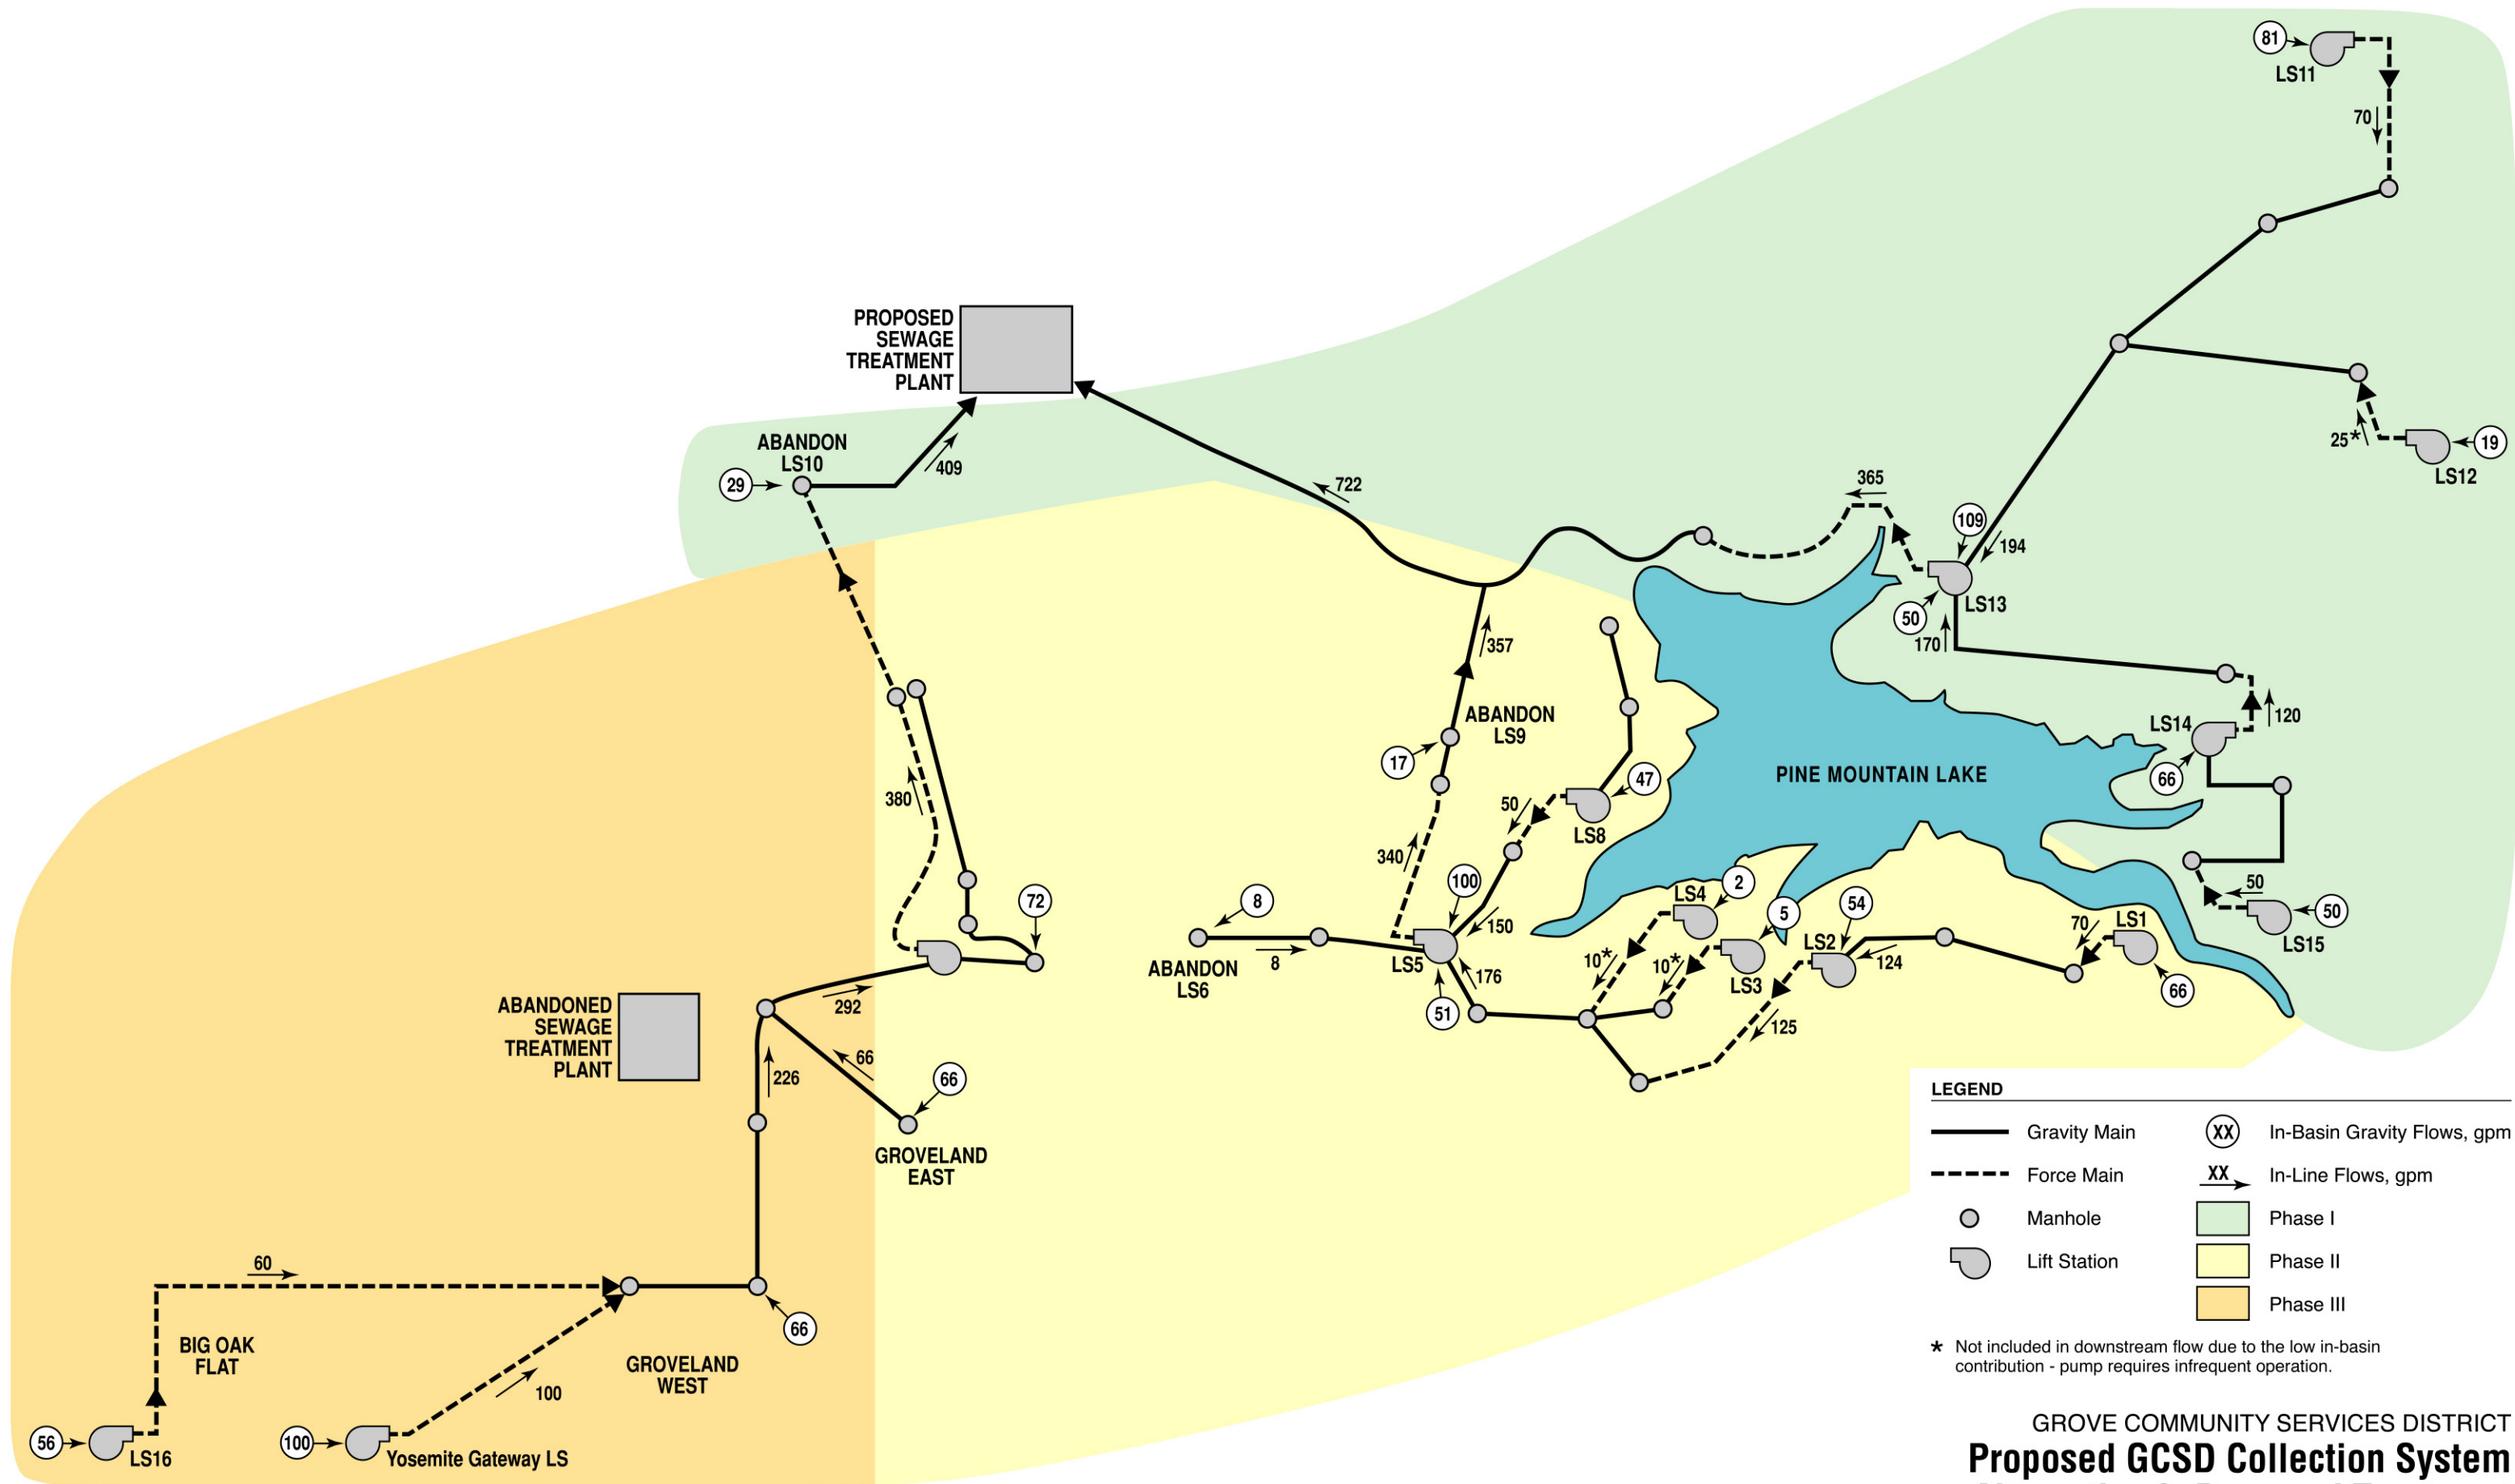 81
LS11
70
PROPOSED
SEWAGE
TREATMENT
PLANT
ABANDON
LS10
29
409
722
365
25*
19
LS12
109
194
LS13
50
170
357
ABANDON
LS9
17
LS14
120
66
380
PINE MOUNTAIN LAKE
50
47
LS8
340
100
2
LS4
5
54
50
50
LS15
72
8
8
ABANDON
LS6
LS5
150
176
51
10*
10*
LS3
LS2
124
70
LS1
66
125
ABANDONED
SEWAGE
TREATMENT
PLANT
292
226
66
66
GROVELAND
EAST
60
BIG OAK
FLAT
66
GROVELAND
WEST
100
56
LS16
100
Yosemite Gateway LS
LEGEND
Gravity Main
XX In-Basin Gravity Flows, gpm
Force Main
XX In-Line Flows, gpm
Manhole
Phase I
Lift Station
Phase II
Phase III
* Not included in downstream flow due to the low in-basin
contribution - pump requires infrequent operation.
GROVE COMMUNITY SERVICES DISTRICT
Proposed GCSD Collection System